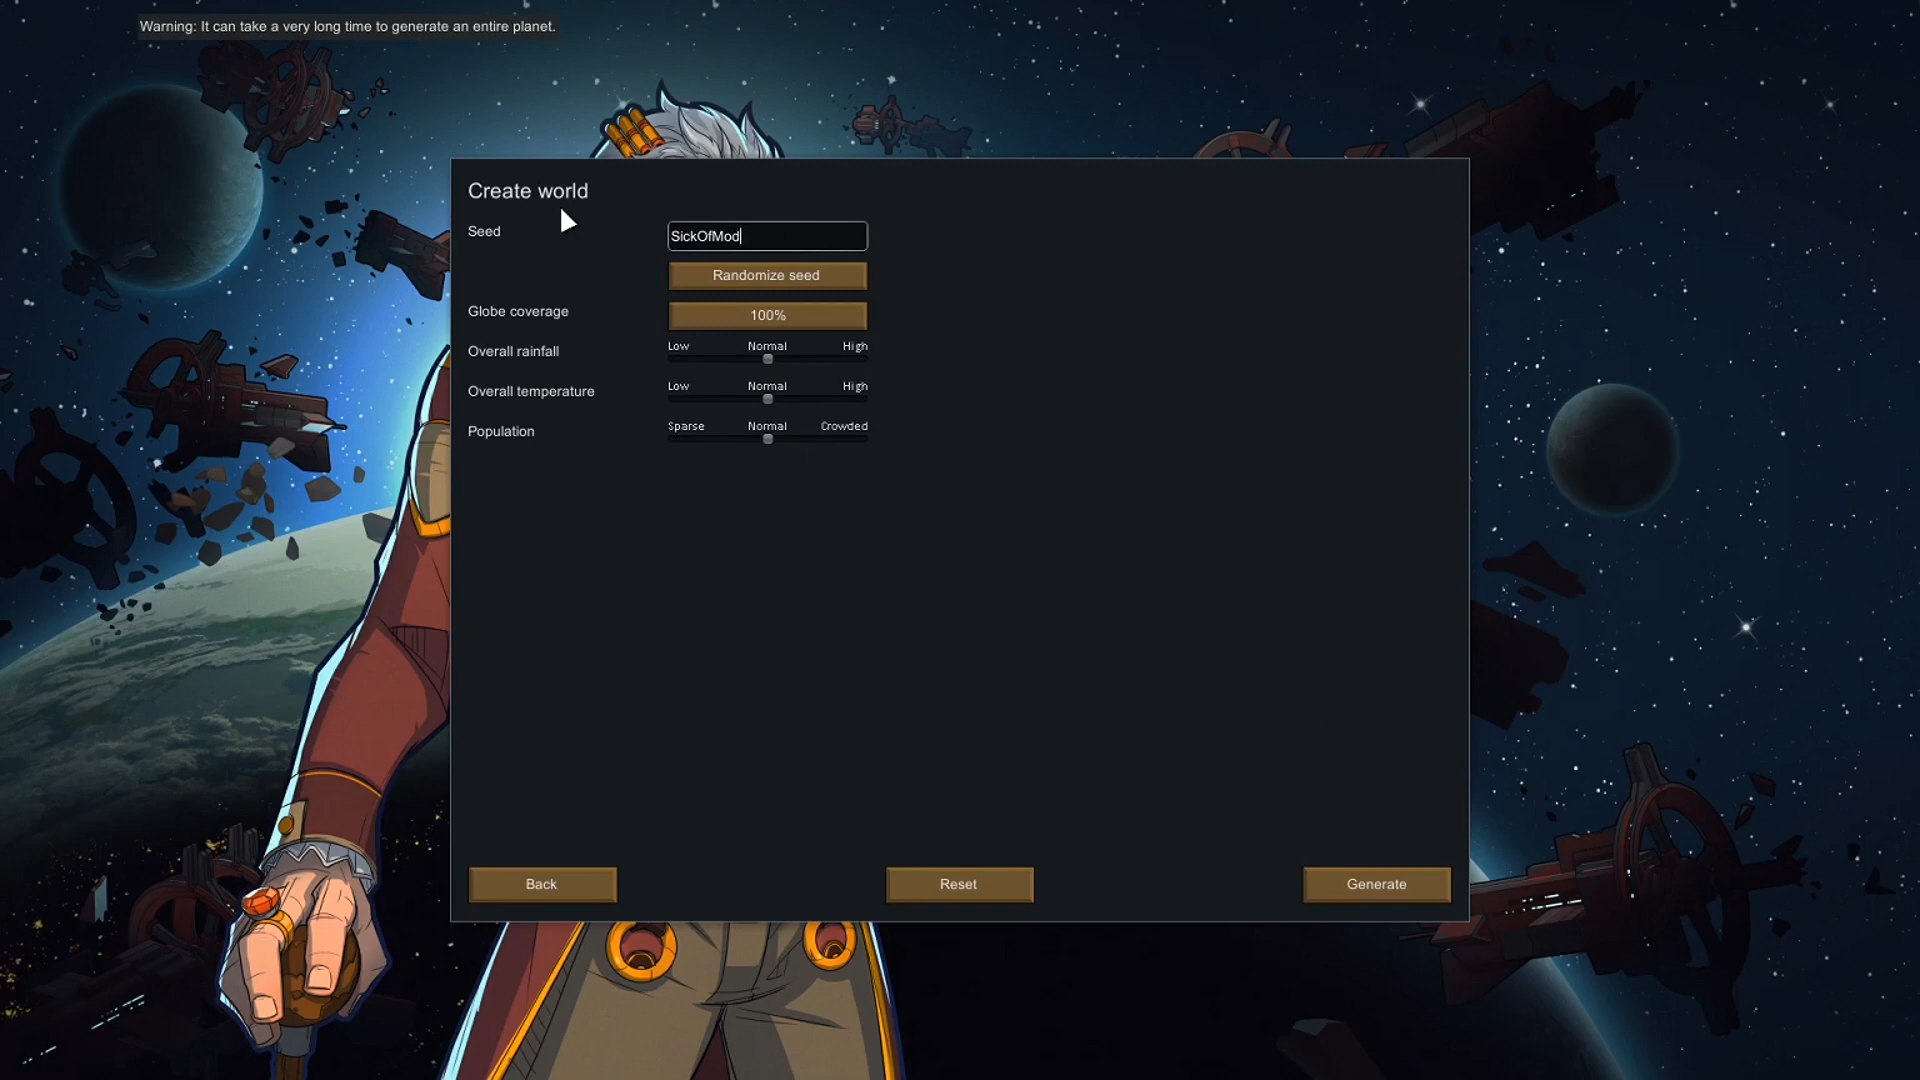 Warning: It can take a very long time to generate an entire planet.
Create world
Seed
SickOfMod
Randomize seed
Globe coverage
100%
Overall rainfall
Low Normal High
Overall temperature
Low Normal High
Population
Sparse Normal Crowded
Back
Reset
Generate